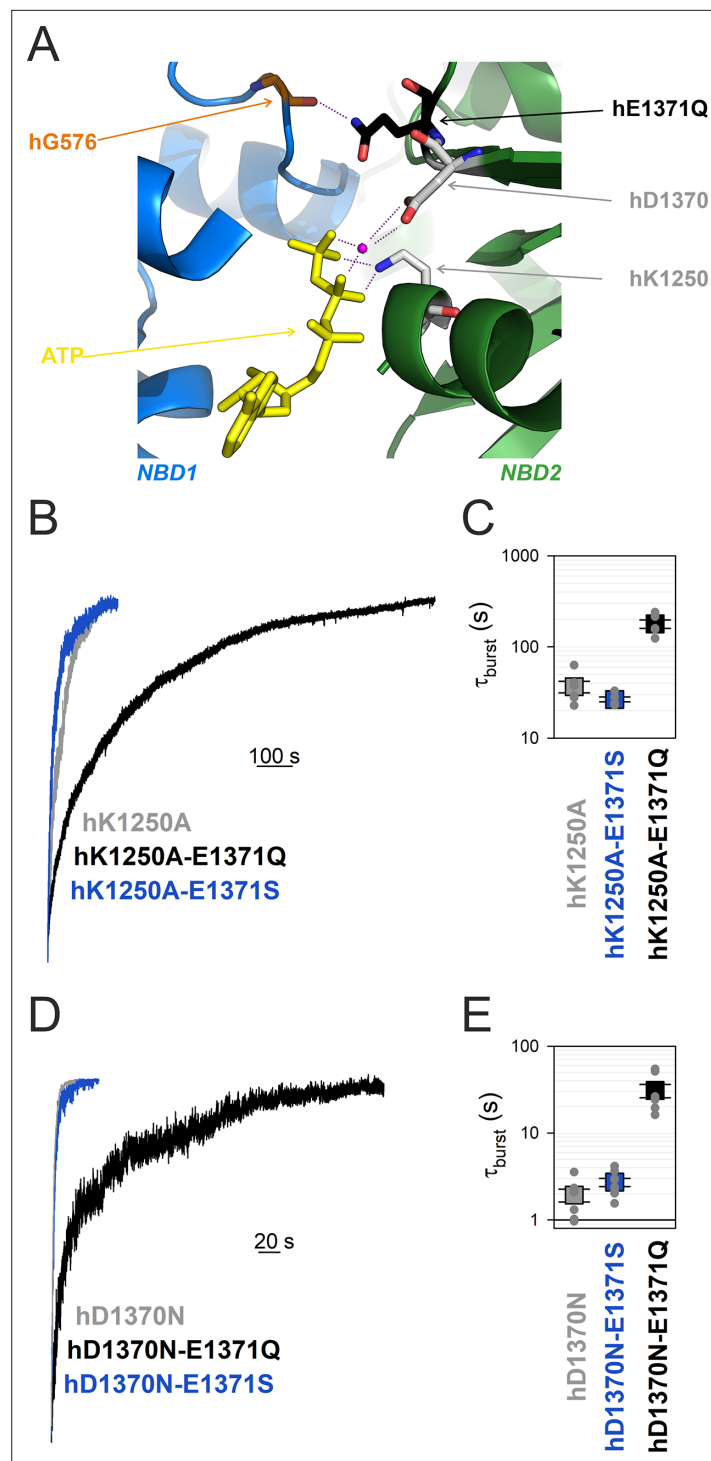 A
hG576
hE1371Q
hD1370
hK1250
ATP
NBD1
NBD2
B
100 s
hK1250A
hK1250A-E1371Q
hK1250A-E1371S
C
1000
100
10
τburst (s)
hK1250A
hK1250A-E1371S
hK1250A-E1371Q
D
20 s
hD1370N
hD1370N-E1371Q
hD1370N-E1371S
E
100
10
1
τburst (s)
hD1370N
hD1370N-E1371S
hD1370N-E1371Q